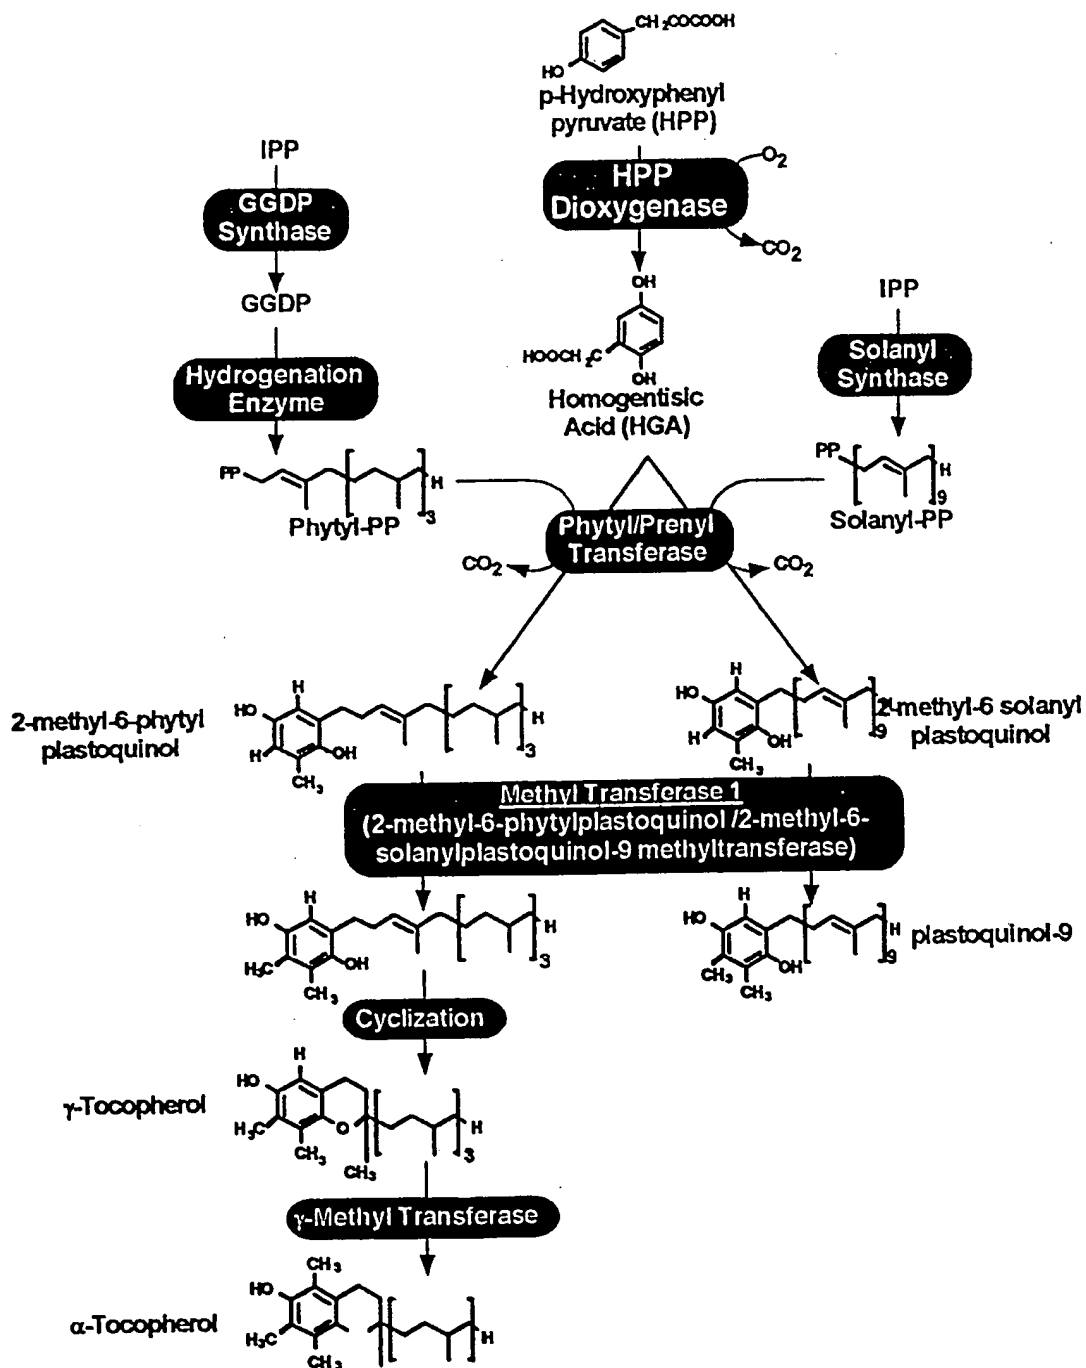 CH2COCOOH
HO
p-Hydroxyphenyl
pyruvate (HPP)
IPP
O2
HPP
Dioxygenase
GGDP
Synthase
CO2
GGDP
OH
IPP
HOOCH2C
OH
Hydrogenation
Enzyme
Solanyl
Synthase
Homogentisic
Acid (HGA)
PP
H
3
Phytyl-PP
PP
H
9
Solanyl-PP
Phytyl/Prenyl
Transferase
CO2
CO2
2-methyl-6-phytyl
plastoquinol
H
HO
H
OH
CH3
H
3
H
HO
H
OH
CH3
9
2-methyl-6 solanyl
plastoquinol
Methyl Transferase 1
(2-methyl-6-phytylplastoquinol /2-methyl-6-
solanylplastoquinol-9 methyltransferase)
H
HO
H3C
OH
CH3
H
3
H
HO
H3C
OH
CH3
H
9
plastoquinol-9
Cyclization
γ-Tocopherol
H
HO
H3C
CH3
O
CH3
H
3
γ-Methyl Transferase
α-Tocopherol
CH3
HO
H3C
CH3
H